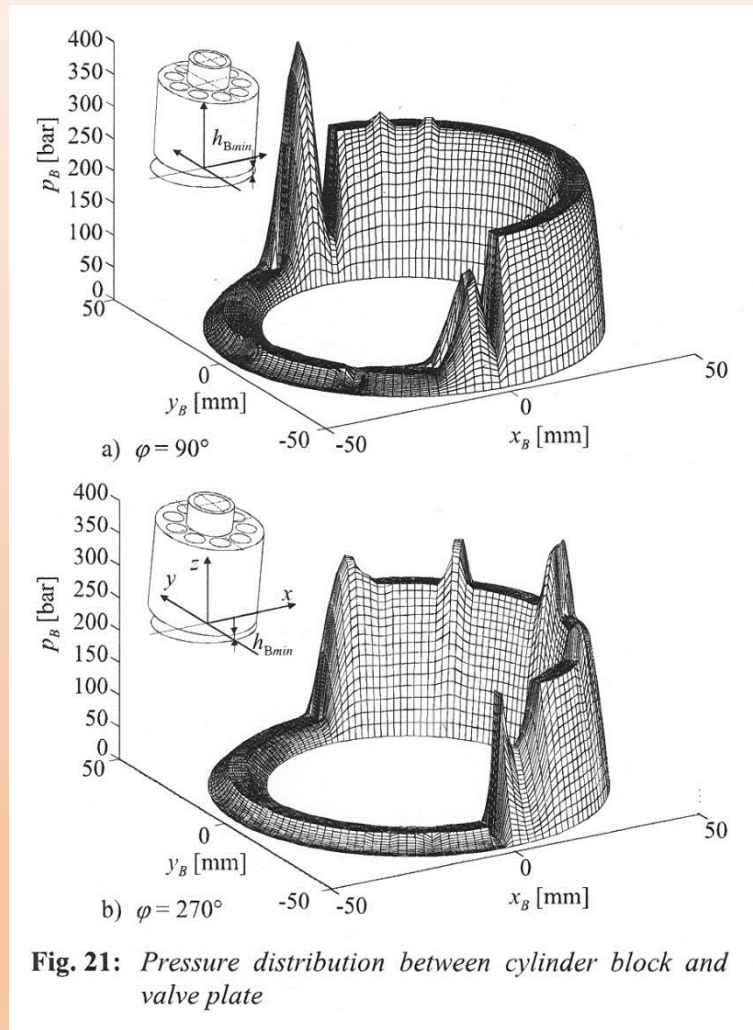 400
350
300
250
200
150
100
50
0
50
p_B [bar]
h_Bmin
0
y_B [mm]
-50
-50
0
50
x_B [mm]
a) φ = 90°
400
350
300
250
200
150
100
50
0
50
p_B [bar]
z
y
x
h_Bmin
0
y_B [mm]
-50
-50
0
50
x_B [mm]
b) φ = 270°
Fig. 21: Pressure distribution between cylinder block and
valve plate